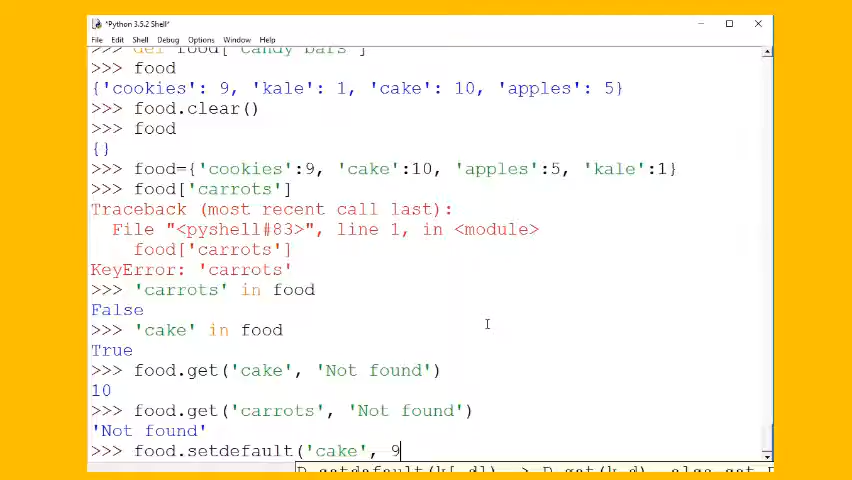 *Python 3.5.2 Shell*
File Edit Shell Debug Options Window Help
>>> def food['candy bars']
>>> food
{'cookies': 9, 'kale': 1, 'cake': 10, 'apples': 5}
>>> food.clear()
>>> food
{}
>>> food={'cookies':9, 'cake':10, 'apples':5, 'kale':1}
>>> food['carrots']
Traceback (most recent call last):
  File "<pyshell#83>", line 1, in <module>
    food['carrots']
KeyError: 'carrots'
>>> 'carrots' in food
False
>>> 'cake' in food
True
>>> food.get('cake', 'Not found')
10
>>> food.get('carrots', 'Not found')
'Not found'
>>> food.setdefault('cake', 9